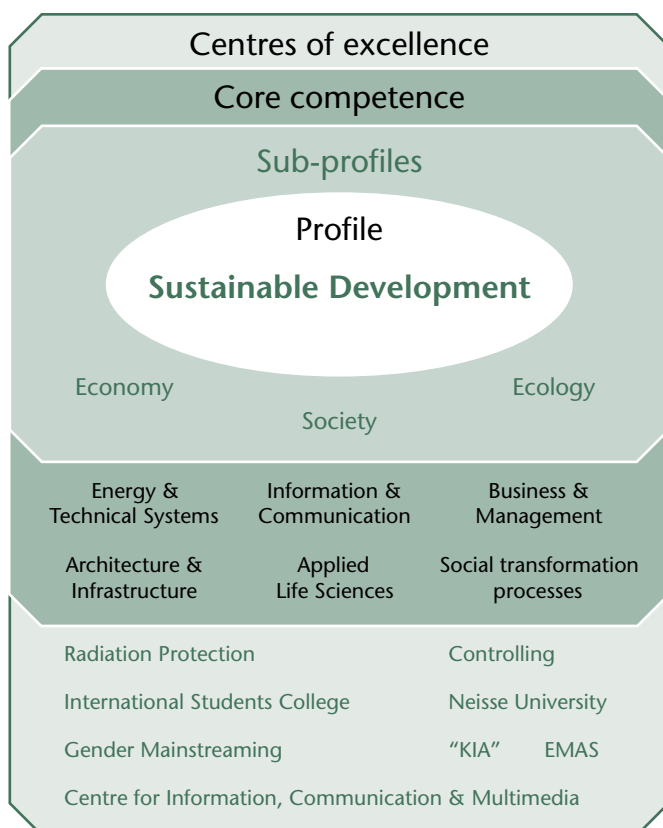 Centres of excellence
Core competence
Sub-profiles
Profile
Sustainable Development
Economy
Ecology
Society
Energy &
Technical Systems
Information &
Communication
Business &
Management
Architecture &
Infrastructure
Applied
Life Sciences
Social transformation
processes
Radiation Protection
Controlling
International Students College
Neisse University
Gender Mainstreaming
“KIA” EMAS
Centre for Information, Communication & Multimedia